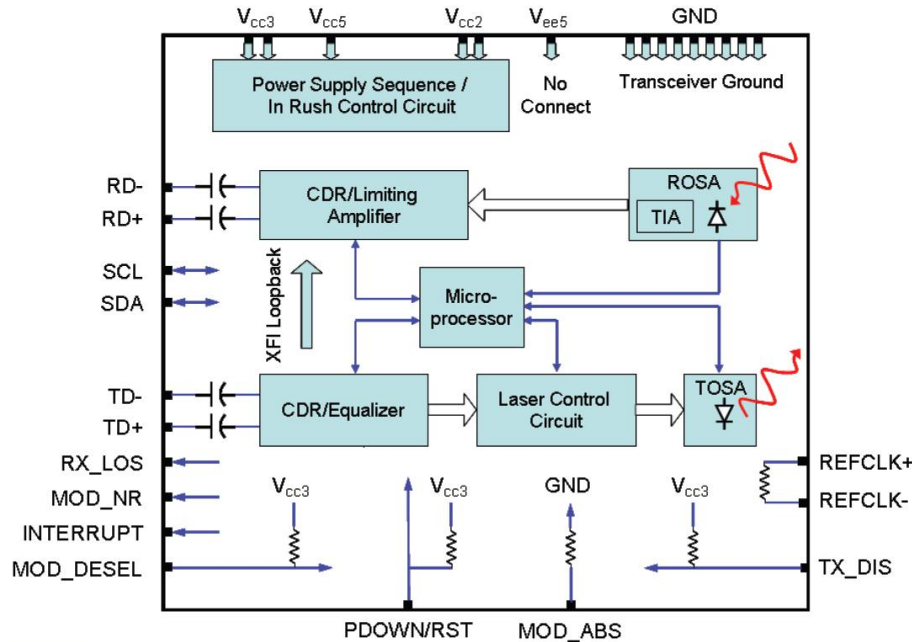 Vcc3
Vcc5
Vcc2
Vee5
GND
Power Supply Sequence /
In Rush Control Circuit
No
Connect
Transceiver Ground
RD-
RD+
CDR/Limiting
Amplifier
ROSA
TIA
SCL
SDA
XFI Loopback
Micro-
processor
TD-
TD+
CDR/Equalizer
Laser Control
Circuit
TOSA
RX_LOS
MOD_NR
INTERRUPT
MOD_DESEL
Vcc3
Vcc3
GND
Vcc3
REFCLK+
REFCLK-
TX_DIS
PDOWN/RST
MOD_ABS